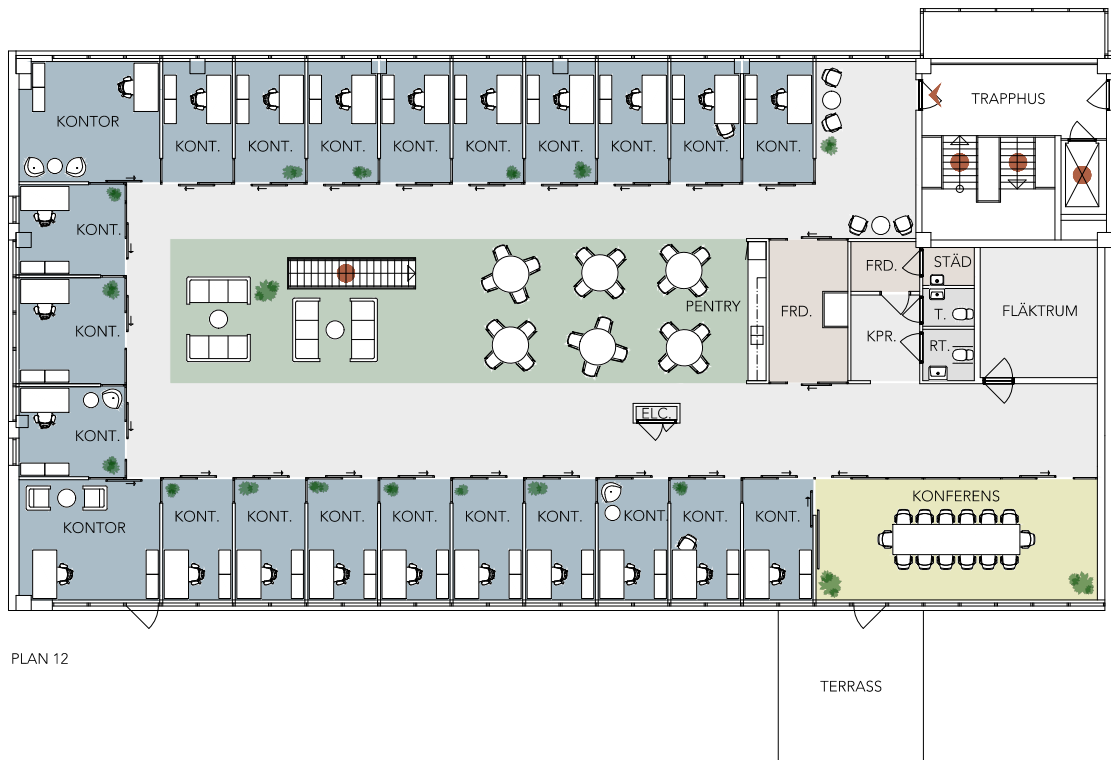 TRAPPHUS
KONTOR
KONT.
KONT.
KONT.
KONT.
KONT.
KONT.
KONT.
KONT.
KONT.
KONT.
FRD.
STÄD
PENTRY
FRD.
T.
FLÄKTRUM
KONT.
KPR.
RT.
ELC.
KONT.
KONTOR
KONT.
KONT.
KONT.
KONT.
KONT.
KONT.
KONT.
KONT.
KONT.
KONFERENS
PLAN 12
TERRASS